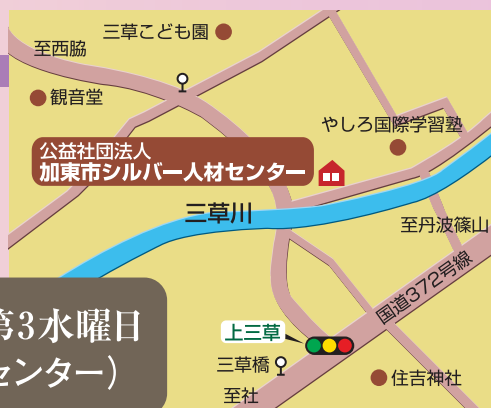 三草こども園
至西脇
観音堂
やしろ国際学習塾
公益社団法人
加東市シルバー人材センター
三草川
至丹波篠山
国道372号線
第3水曜日
センター）
上三草
三草橋
住吉神社
至社